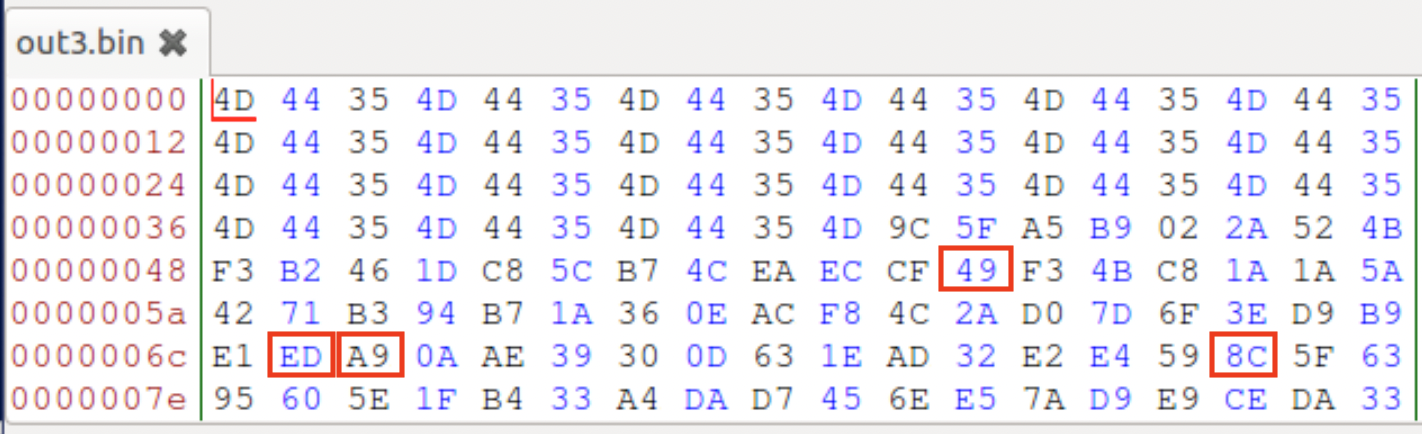 out3.bin ✖
00000000 4D 44 35 4D 44 35 4D 44 35 4D 44 35 4D 44 35 4D 44 35
00000012 4D 44 35 4D 44 35 4D 44 35 4D 44 35 4D 44 35 4D 44 35
00000024 4D 44 35 4D 44 35 4D 44 35 4D 44 35 4D 44 35 4D 44 35
00000036 4D 44 35 4D 44 35 4D 44 35 4D 9C 5F A5 B9 02 2A 52 4B
00000048 F3 B2 46 1D C8 5C B7 4C EA EC CF 49 F3 4B C8 1A 1A 5A
0000005a 42 71 B3 94 B7 1A 36 0E AC F8 4C 2A D0 7D 6F 3E D9 B9
0000006c E1 ED A9 0A AE 39 30 0D 63 1E AD 32 E2 E4 59 8C 5F 63
0000007e 95 60 5E 1F B4 33 A4 DA D7 45 6E E5 7A D9 E9 CE DA 33